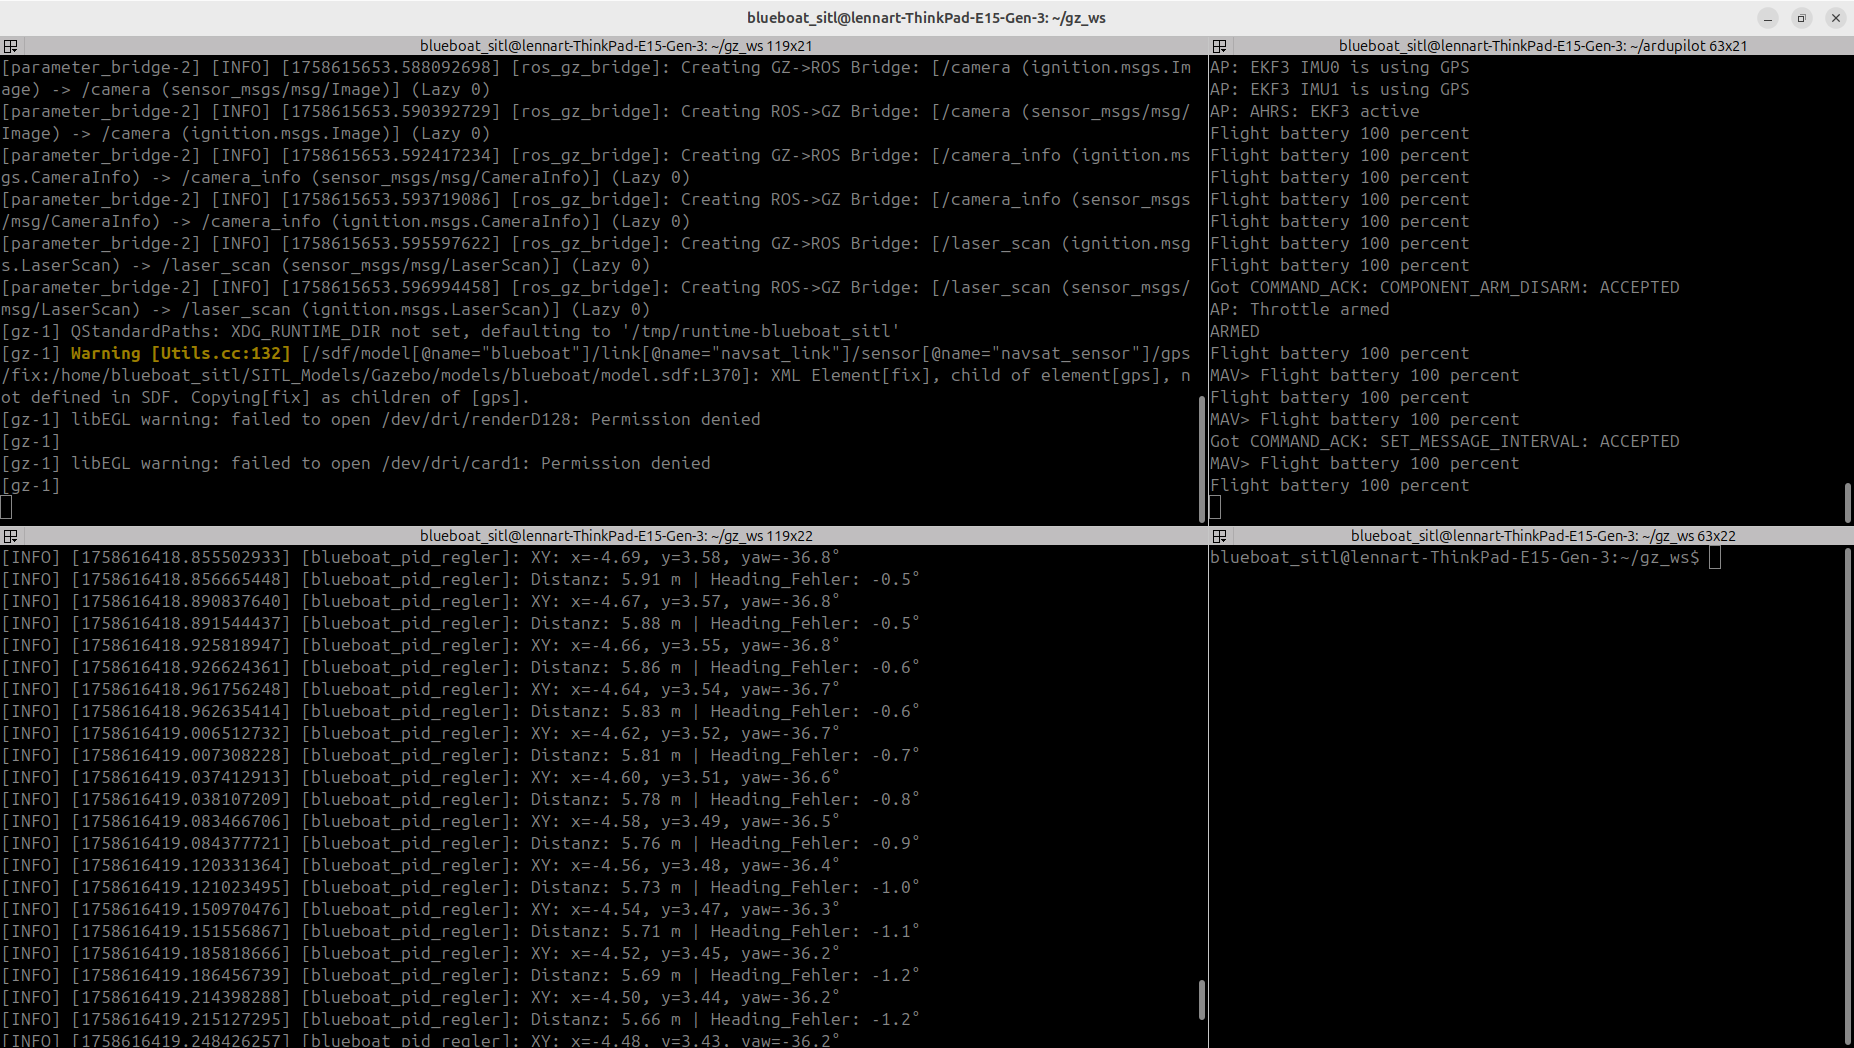 blueboat_sitl@lennart-ThinkPad-E15-Gen-3: ~/gz_ws
blueboat_sitl@lennart-ThinkPad-E15-Gen-3: ~/gz_ws 119x21
[parameter_bridge-2] [INFO] [1758615653.588092698] [ros_gz_bridge]: Creating GZ->ROS Bridge: [/camera (ignition.msgs.Im
age) -> /camera (sensor_msgs/msg/Image)] (Lazy 0)
[parameter_bridge-2] [INFO] [1758615653.590392729] [ros_gz_bridge]: Creating ROS->GZ Bridge: [/camera (sensor_msgs/msg/
Image) -> /camera (ignition.msgs.Image)] (Lazy 0)
[parameter_bridge-2] [INFO] [1758615653.592417234] [ros_gz_bridge]: Creating GZ->ROS Bridge: [/camera_info (ignition.ms
gs.CameraInfo) -> /camera_info (sensor_msgs/msg/CameraInfo)] (Lazy 0)
[parameter_bridge-2] [INFO] [1758615653.593719086] [ros_gz_bridge]: Creating ROS->GZ Bridge: [/camera_info (sensor_msgs
/msg/CameraInfo) -> /camera_info (ignition.msgs.CameraInfo)] (Lazy 0)
[parameter_bridge-2] [INFO] [1758615653.595597622] [ros_gz_bridge]: Creating GZ->ROS Bridge: [/laser_scan (ignition.msg
s.LaserScan) -> /laser_scan (sensor_msgs/msg/LaserScan)] (Lazy 0)
[parameter_bridge-2] [INFO] [1758615653.596994458] [ros_gz_bridge]: Creating ROS->GZ Bridge: [/laser_scan (sensor_msgs/
msg/LaserScan) -> /laser_scan (ignition.msgs.LaserScan)] (Lazy 0)
[gz-1] QStandardPaths: XDG_RUNTIME_DIR not set, defaulting to '/tmp/runtime-blueboat_sitl'
[gz-1] Warning [Utils.cc:132] [/sdf/model[@name="blueboat"]/link[@name="navsat_link"]/sensor[@name="navsat_sensor"]/gps
/fix:/home/blueboat_sitl/SITL_Models/Gazebo/models/blueboat/model.sdf:L370]: XML Element[fix], child of element[gps], n
ot defined in SDF. Copying[fix] as children of [gps].
[gz-1] libEGL warning: failed to open /dev/dri/renderD128: Permission denied
[gz-1]
[gz-1] libEGL warning: failed to open /dev/dri/card1: Permission denied
[gz-1]
blueboat_sitl@lennart-ThinkPad-E15-Gen-3: ~/ardupilot 63x21
AP: EKF3 IMU0 is using GPS
AP: EKF3 IMU1 is using GPS
AP: AHRS: EKF3 active
Flight battery 100 percent
Flight battery 100 percent
Flight battery 100 percent
Flight battery 100 percent
Flight battery 100 percent
Flight battery 100 percent
Flight battery 100 percent
Got COMMAND_ACK: COMPONENT_ARM_DISARM: ACCEPTED
AP: Throttle armed
ARMED
Flight battery 100 percent
MAV> Flight battery 100 percent
Flight battery 100 percent
MAV> Flight battery 100 percent
Got COMMAND_ACK: SET_MESSAGE_INTERVAL: ACCEPTED
MAV> Flight battery 100 percent
Flight battery 100 percent
blueboat_sitl@lennart-ThinkPad-E15-Gen-3: ~/gz_ws 119x22
[INFO] [1758616418.855502933] [blueboat_pid_regler]: XY: x=-4.69, y=3.58, yaw=-36.8°
[INFO] [1758616418.856665448] [blueboat_pid_regler]: Distanz: 5.91 m | Heading_Fehler: -0.5°
[INFO] [1758616418.890837640] [blueboat_pid_regler]: XY: x=-4.67, y=3.57, yaw=-36.8°
[INFO] [1758616418.891544437] [blueboat_pid_regler]: Distanz: 5.88 m | Heading_Fehler: -0.5°
[INFO] [1758616418.925818947] [blueboat_pid_regler]: XY: x=-4.66, y=3.55, yaw=-36.8°
[INFO] [1758616418.926624361] [blueboat_pid_regler]: Distanz: 5.86 m | Heading_Fehler: -0.6°
[INFO] [1758616418.961756248] [blueboat_pid_regler]: XY: x=-4.64, y=3.54, yaw=-36.7°
[INFO] [1758616418.962635414] [blueboat_pid_regler]: Distanz: 5.83 m | Heading_Fehler: -0.6°
[INFO] [1758616419.006512732] [blueboat_pid_regler]: XY: x=-4.62, y=3.52, yaw=-36.7°
[INFO] [1758616419.007308228] [blueboat_pid_regler]: Distanz: 5.81 m | Heading_Fehler: -0.7°
[INFO] [1758616419.037412913] [blueboat_pid_regler]: XY: x=-4.60, y=3.51, yaw=-36.6°
[INFO] [1758616419.038107209] [blueboat_pid_regler]: Distanz: 5.78 m | Heading_Fehler: -0.8°
[INFO] [1758616419.083466706] [blueboat_pid_regler]: XY: x=-4.58, y=3.49, yaw=-36.5°
[INFO] [1758616419.084377721] [blueboat_pid_regler]: Distanz: 5.76 m | Heading_Fehler: -0.9°
[INFO] [1758616419.120331364] [blueboat_pid_regler]: XY: x=-4.56, y=3.48, yaw=-36.4°
[INFO] [1758616419.121023495] [blueboat_pid_regler]: Distanz: 5.73 m | Heading_Fehler: -1.0°
[INFO] [1758616419.150970476] [blueboat_pid_regler]: XY: x=-4.54, y=3.47, yaw=-36.3°
[INFO] [1758616419.151556867] [blueboat_pid_regler]: Distanz: 5.71 m | Heading_Fehler: -1.1°
[INFO] [1758616419.185818666] [blueboat_pid_regler]: XY: x=-4.52, y=3.45, yaw=-36.2°
[INFO] [1758616419.186456739] [blueboat_pid_regler]: Distanz: 5.69 m | Heading_Fehler: -1.2°
[INFO] [1758616419.214398288] [blueboat_pid_regler]: XY: x=-4.50, y=3.44, yaw=-36.2°
[INFO] [1758616419.215127295] [blueboat_pid_regler]: Distanz: 5.66 m | Heading_Fehler: -1.2°
[INFO] [1758616419.248426257] [blueboat_pid_regler]: XY: x=-4.48, y=3.43, yaw=-36.2°
blueboat_sitl@lennart-ThinkPad-E15-Gen-3: ~/gz_ws 63x22
blueboat_sitl@lennart-ThinkPad-E15-Gen-3:~/gz_ws$